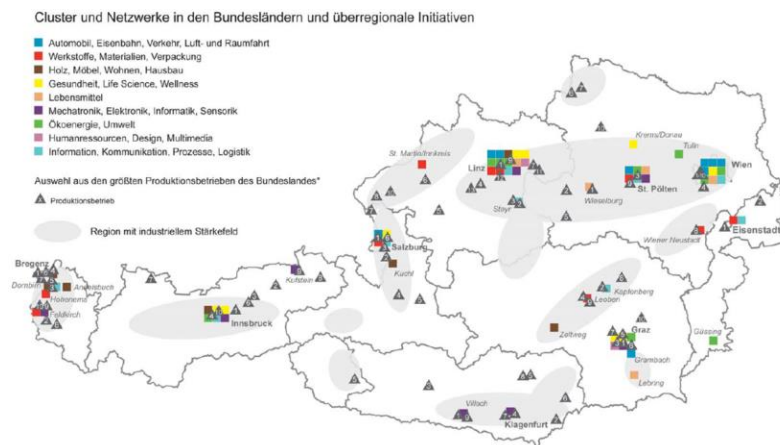 Cluster und Netzwerke in den Bundesländern und überregionale Initiativen
Automobil, Eisenbahn, Verkehr, Luft- und Raumfahrt
Werkstoffe, Materialien, Verpackung
Holz, Möbel, Wohnen, Hausbau
Gesundheit, Life Science, Wellness
Lebensmittel
Mechatronik, Elektronik, Informatik, Sensorik
Ökoenergie, Umwelt
Humanressourcen, Design, Multimedia
Information, Kommunikation, Prozesse, Logistik
Auswahl aus den größten Produktionsbetrieben des Bundeslandes*
Produktionsbetrieb
Region mit industriellem Stärkefeld
St. Martin/Innkreis
Krems/Donau
Tulln
Linz
Wien
St. Pölten
Wieselburg
Steyr
Eisenstadt
Wiener Neustadt
Salzburg
Kuchl
Bregenz
Dornbirn
Andelsbuch
Hohenems
Feldkirch
Kufstein
Innsbruck
Kapfenberg
Leoben
Zeltweg
Graz
Güssing
Grambach
Lebring
Villach
Klagenfurt